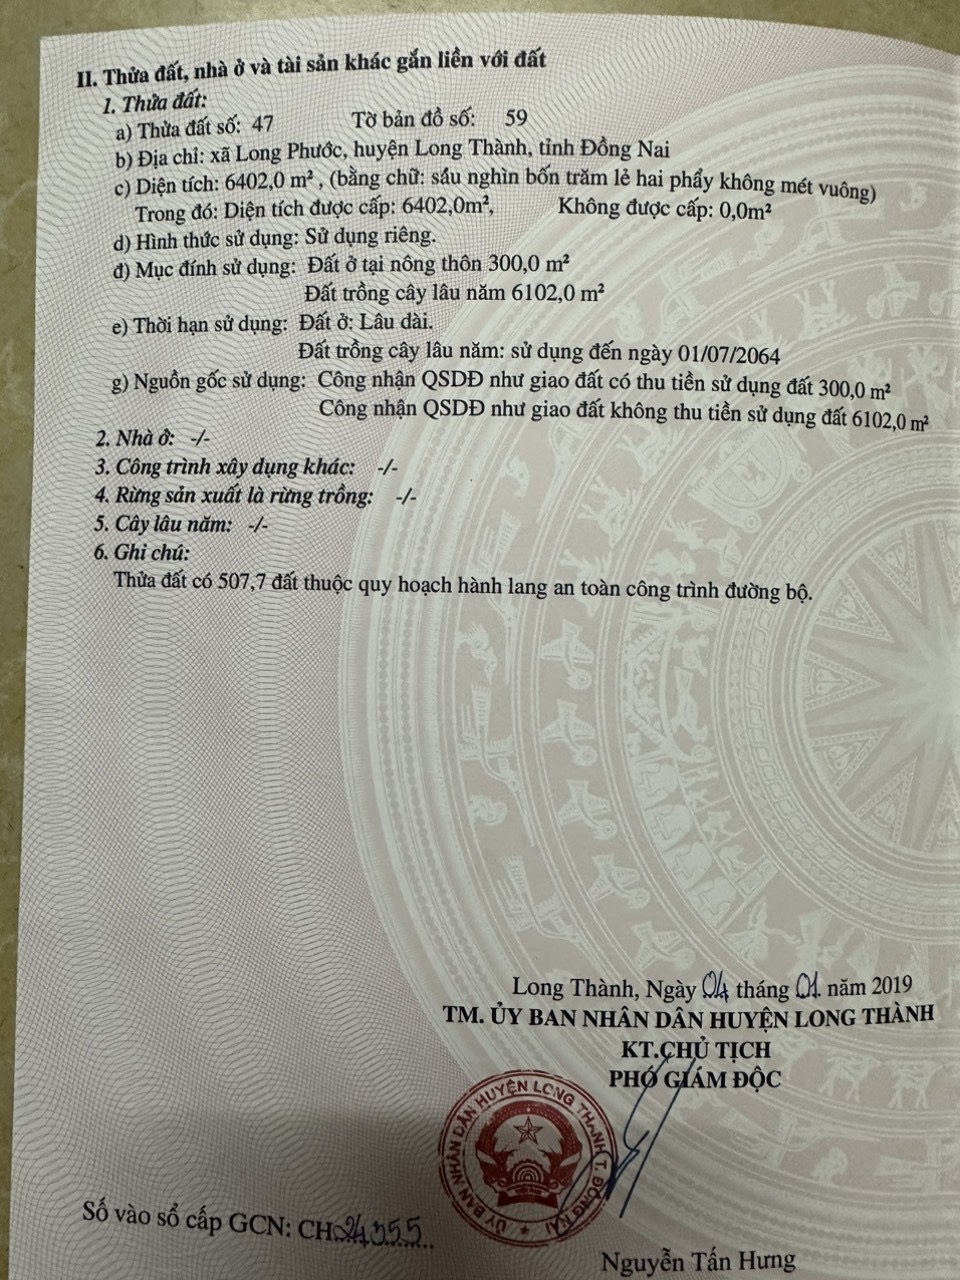 II. Thửa đất, nhà ở và tài sản khác gắn liền với đất
1. Thửa đất:
a) Thửa đất số: 47 Tờ bản đồ số: 59
b) Địa chỉ: xã Long Phước, huyện Long Thành, tỉnh Đồng Nai
c) Diện tích: 6402,0 m², (bằng chữ: sáu nghìn bốn trăm lẻ hai phẩy không mét vuông)
Trong đó: Diện tích được cấp: 6402,0m², Không được cấp: 0,0m²
d) Hình thức sử dụng: Sử dụng riêng.
đ) Mục đính sử dụng: Đất ở tại nông thôn 300,0 m²
Đất trồng cây lâu năm 6102,0 m²
e) Thời hạn sử dụng: Đất ở: Lâu dài.
Đất trồng cây lâu năm: sử dụng đến ngày 01/07/2064
g) Nguồn gốc sử dụng: Công nhận QSDĐ như giao đất có thu tiền sử dụng đất 300,0 m²
Công nhận QSDĐ như giao đất không thu tiền sử dụng đất 6102,0 m²
2. Nhà ở: -/-
3. Công trình xây dựng khác: -/-
4. Rừng sản xuất là rừng trồng: -/-
5. Cây lâu năm: -/-
6. Ghi chú:
Thửa đất có 507,7 đất thuộc quy hoạch hành lang an toàn công trình đường bộ.
Long Thành, Ngày 04 tháng 01 năm 2019
TM. ỦY BAN NHÂN DÂN HUYỆN LONG THÀNH
KT.CHỦ TỊCH
PHÓ GIÁM ĐỘC
ỦY BAN NHÂN DÂN HUYỆN LONG THÀNH T. ĐỒNG NAI
Số vào sổ cấp GCN: CH
Nguyễn Tấn Hưng